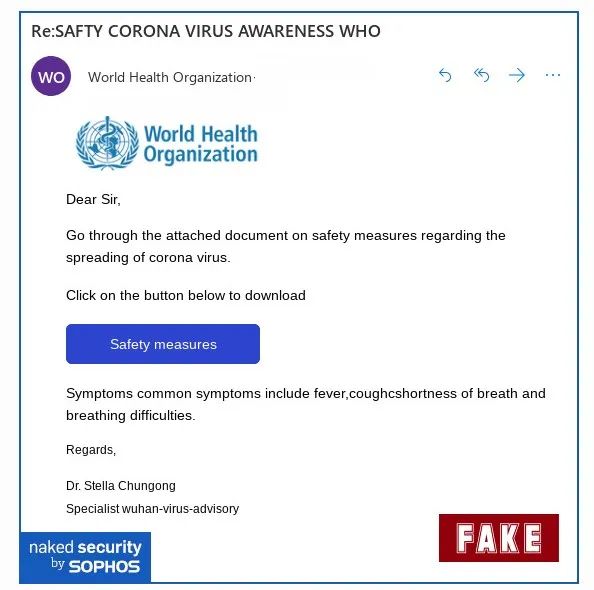 Re:SAFTY CORONA VIRUS AWARENESS WHO
WO World Health Organization
World Health
Organization
Dear Sir,
Go through the attached document on safety measures regarding the
spreading of corona virus.
Click on the button below to download
Safety measures
Symptoms common symptoms include fever,coughcshortness of breath and
breathing difficulties.
Regards,
Dr. Stella Chungong
Specialist wuhan-virus-advisory
FAKE
naked security
by SOPHOS